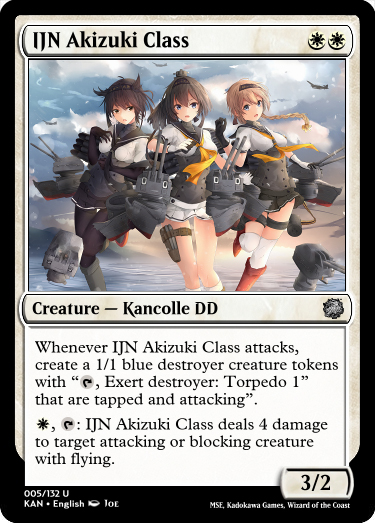 IJN Akizuki Class
Creature — Kancolle DD
Whenever IJN Akizuki Class attacks,
create a 1/1 blue destroyer creature tokens
with “, Exert destroyer: Torpedo 1”
that are tapped and attacking”.
, : IJN Akizuki Class deals 4 damage
to target attacking or blocking creature
with flying.
3/2
005/132 U
KAN • English JOE
MSE, Kadokawa Games, Wizard of the Coast